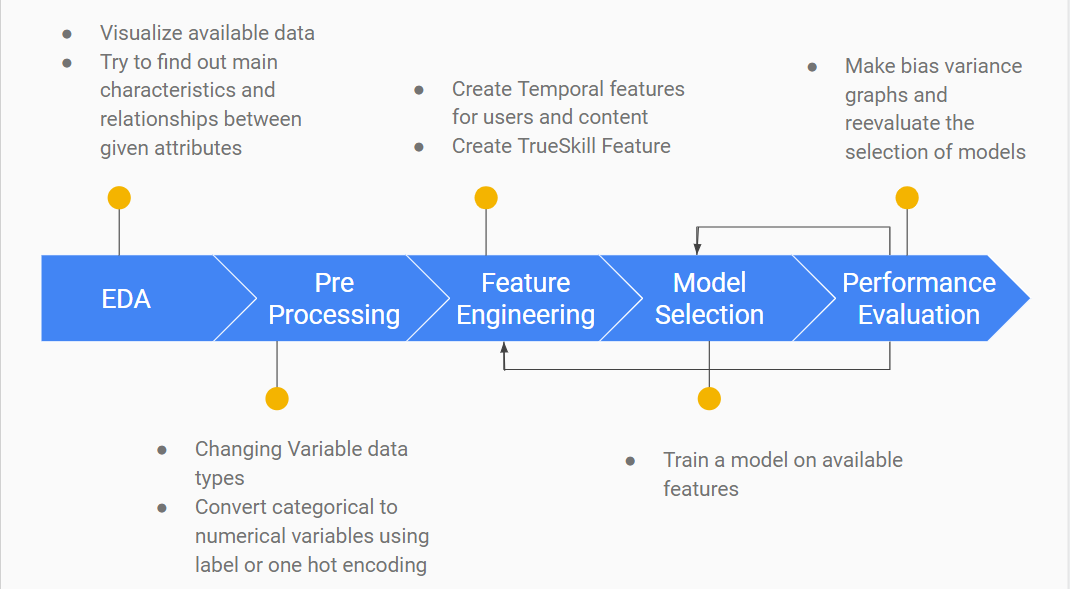 ● Visualize available data
● Try to find out main
characteristics and
relationships between
given attributes
● Create Temporal features
for users and content
● Create TrueSkill Feature
● Make bias variance
graphs and
reevaluate the
selection of models
EDA
Pre
Processing
Feature
Engineering
Model
Selection
Performance
Evaluation
● Changing Variable data
types
● Convert categorical to
numerical variables using
label or one hot encoding
● Train a model on available
features